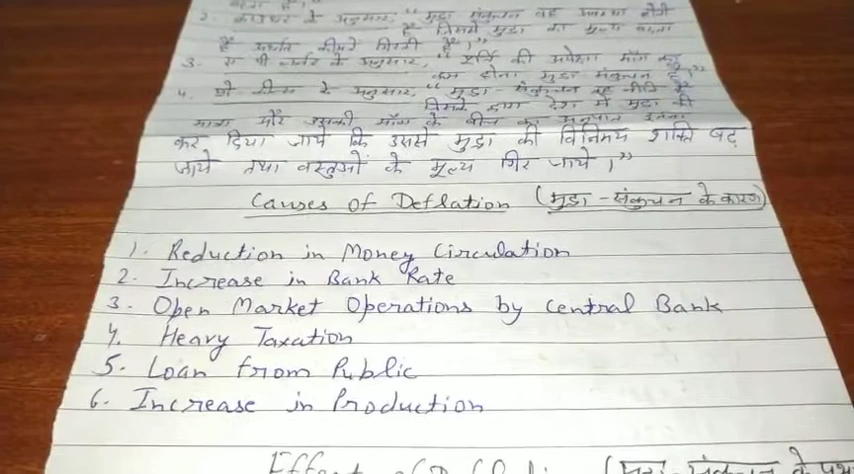 2. के अनुसार, "मुद्रा संकुचन वह अवस्था होती
है जिसमें मुद्रा का मूल्य बढ़ता
है अर्थात कीमतें गिरती हैं।"
3. के अनुसार, "पूर्ति की अपेक्षा माँग का
कम होना मुद्रा संकुचन है।"
4. प्रो के अनुसार, "मुद्रा-संकुचन वह नीति है
जिसके द्वारा देश में मुद्रा की
मात्रा और उसकी माँग के बीच का अनुपात इतना
कर दिया जाये कि उससे मुद्रा की विनिमय शक्ति बढ़
जाये तथा वस्तुओं के मूल्य गिर जाये।"
Causes of Deflation (मुद्रा-संकुचन के कारण)
1. Reduction in Money Circulation
2. Increase in Bank Rate
3. Open Market Operations by Central Bank
4. Heavy Taxation
5. Loan from Public
6. Increase in Production